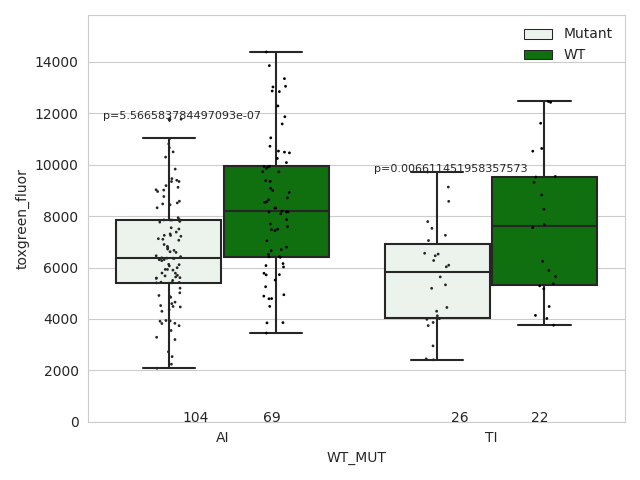 Mutant
WT
14000
12000
10000
8000
6000
4000
2000
0
toxgreen_fluor
p=5.566583784497093e-07
p=0.006611451958357573
104
69
26
22
AI
TI
WT_MUT